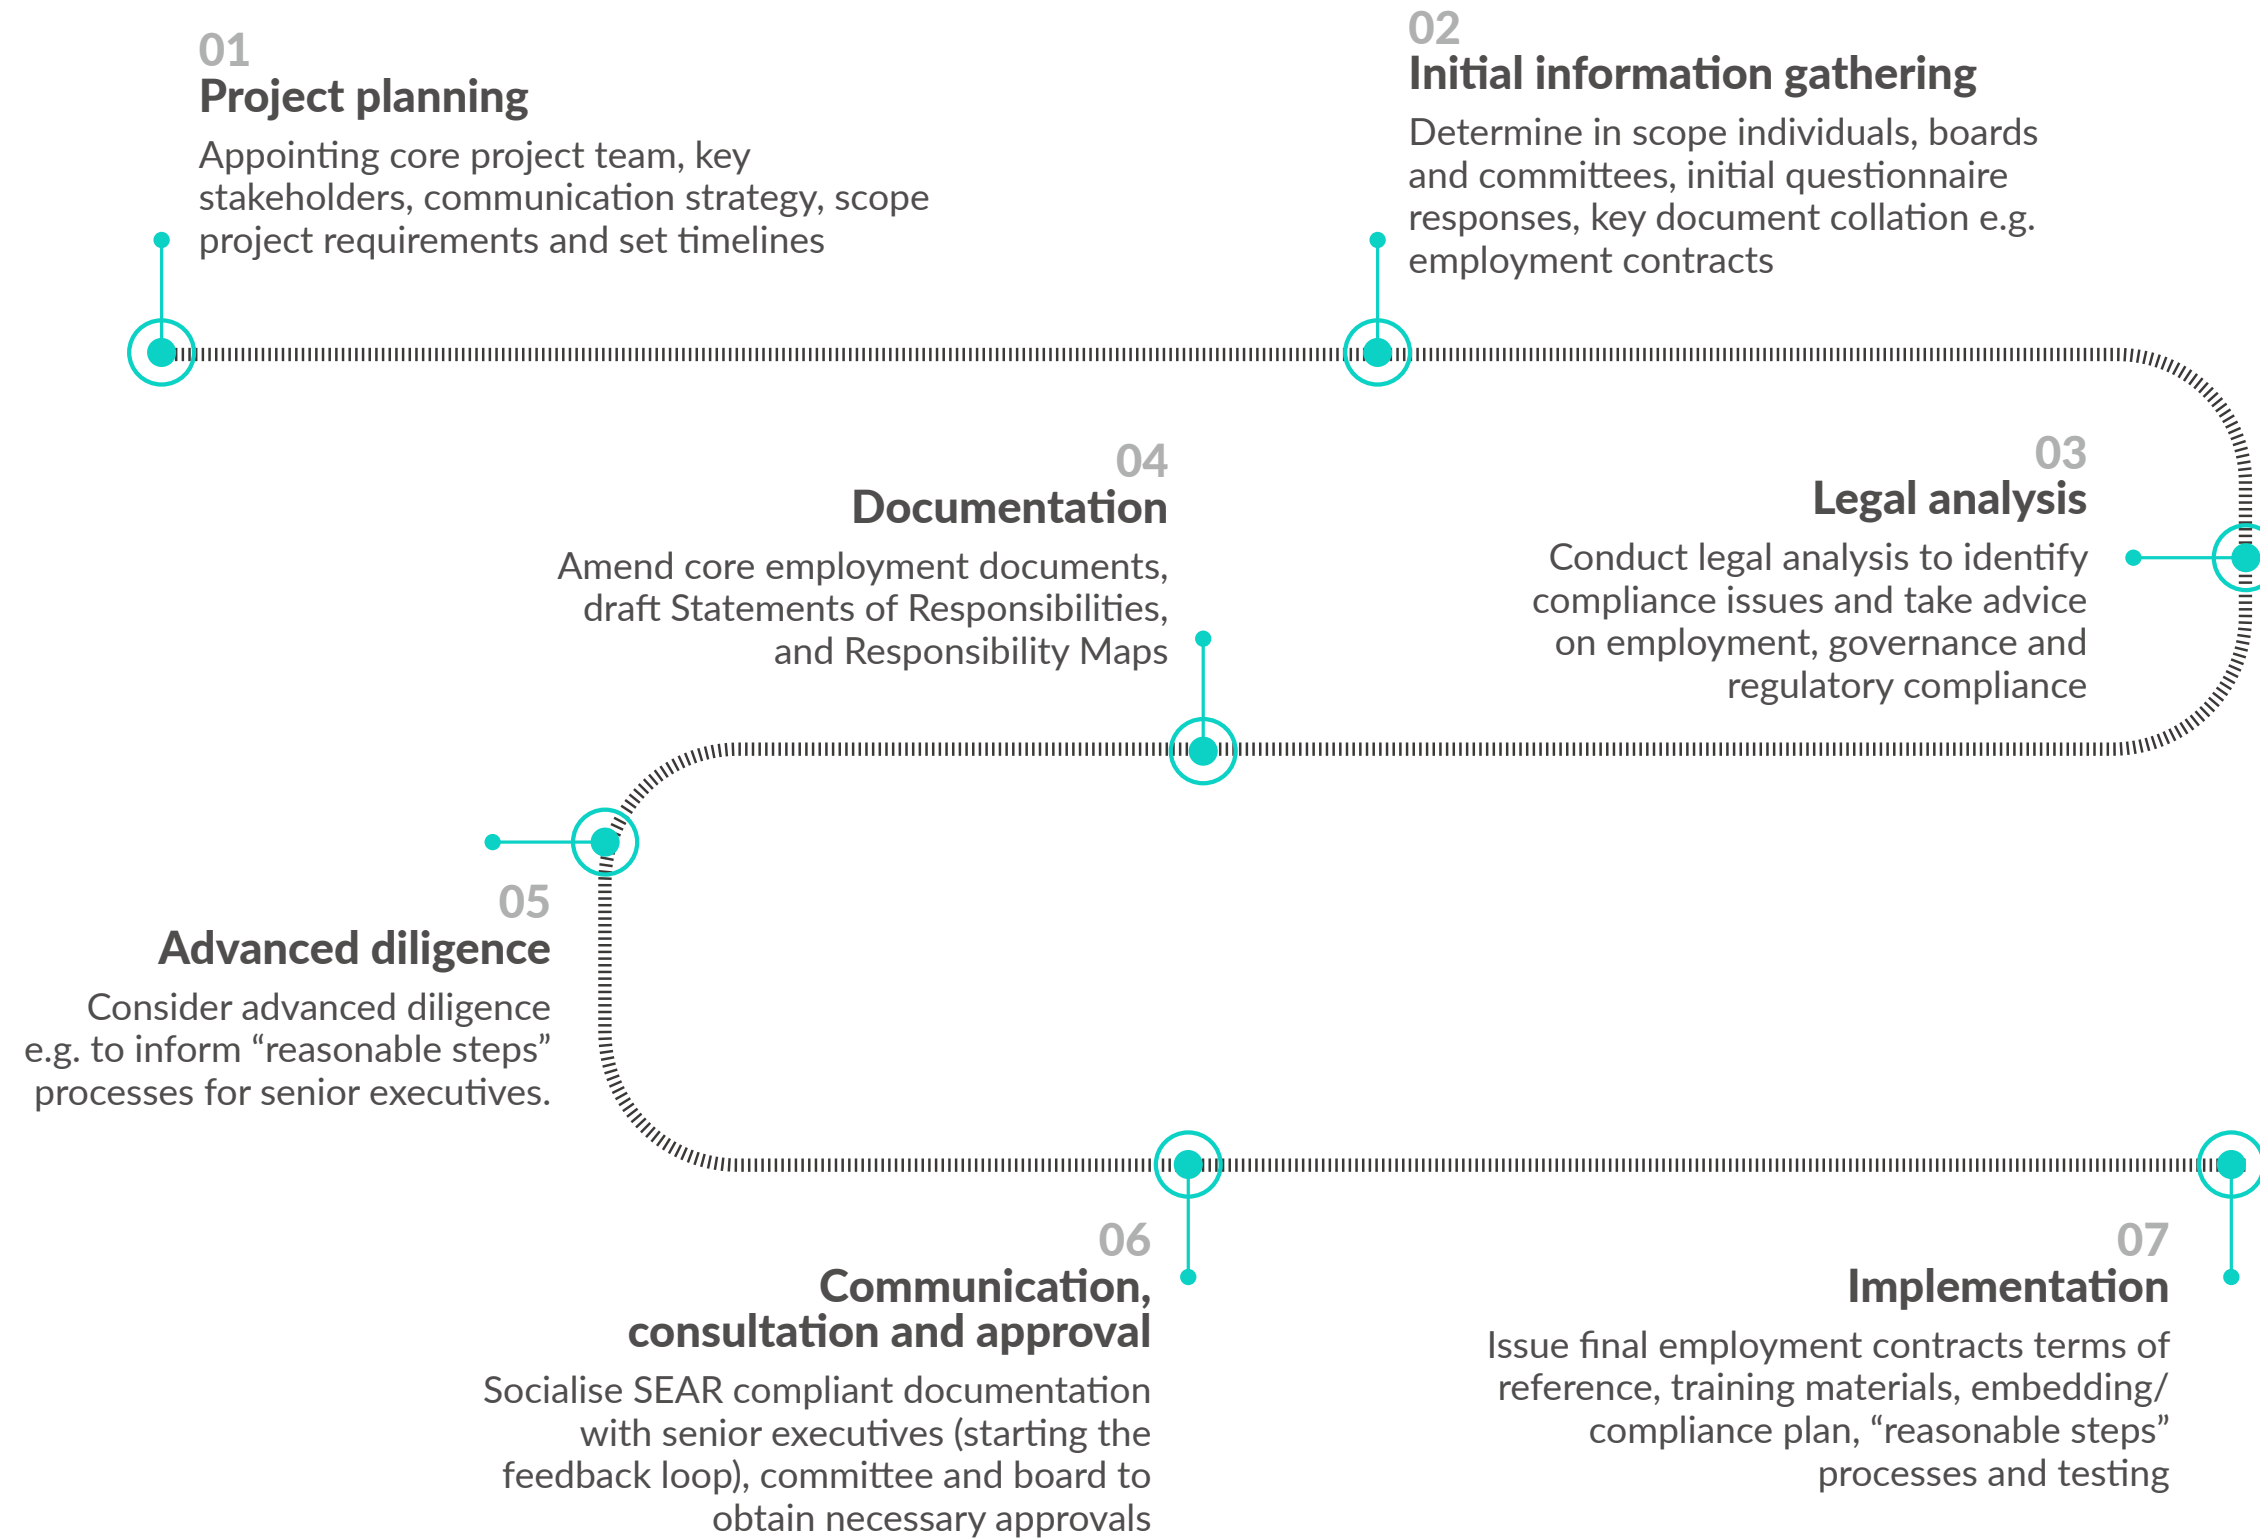 01
Project planning
Appointing core project team, key
stakeholders, communication strategy, scope
project requirements and set timelines
02
Initial information gathering
Determine in scope individuals, boards
and committees, initial questionnaire
responses, key document collation e.g.
employment contracts
03
Legal analysis
Conduct legal analysis to identify
compliance issues and take advice
on employment, governance and
regulatory compliance
04
Documentation
Amend core employment documents,
draft Statements of Responsibilities,
and Responsibility Maps
05
Advanced diligence
Consider advanced diligence
e.g. to inform “reasonable steps”
processes for senior executives.
06
Communication,
consultation and approval
Socialise SEAR compliant documentation
with senior executives (starting the
feedback loop), committee and board to
obtain necessary approvals
07
Implementation
Issue final employment contracts terms of
reference, training materials, embedding/
compliance plan, “reasonable steps”
processes and testing